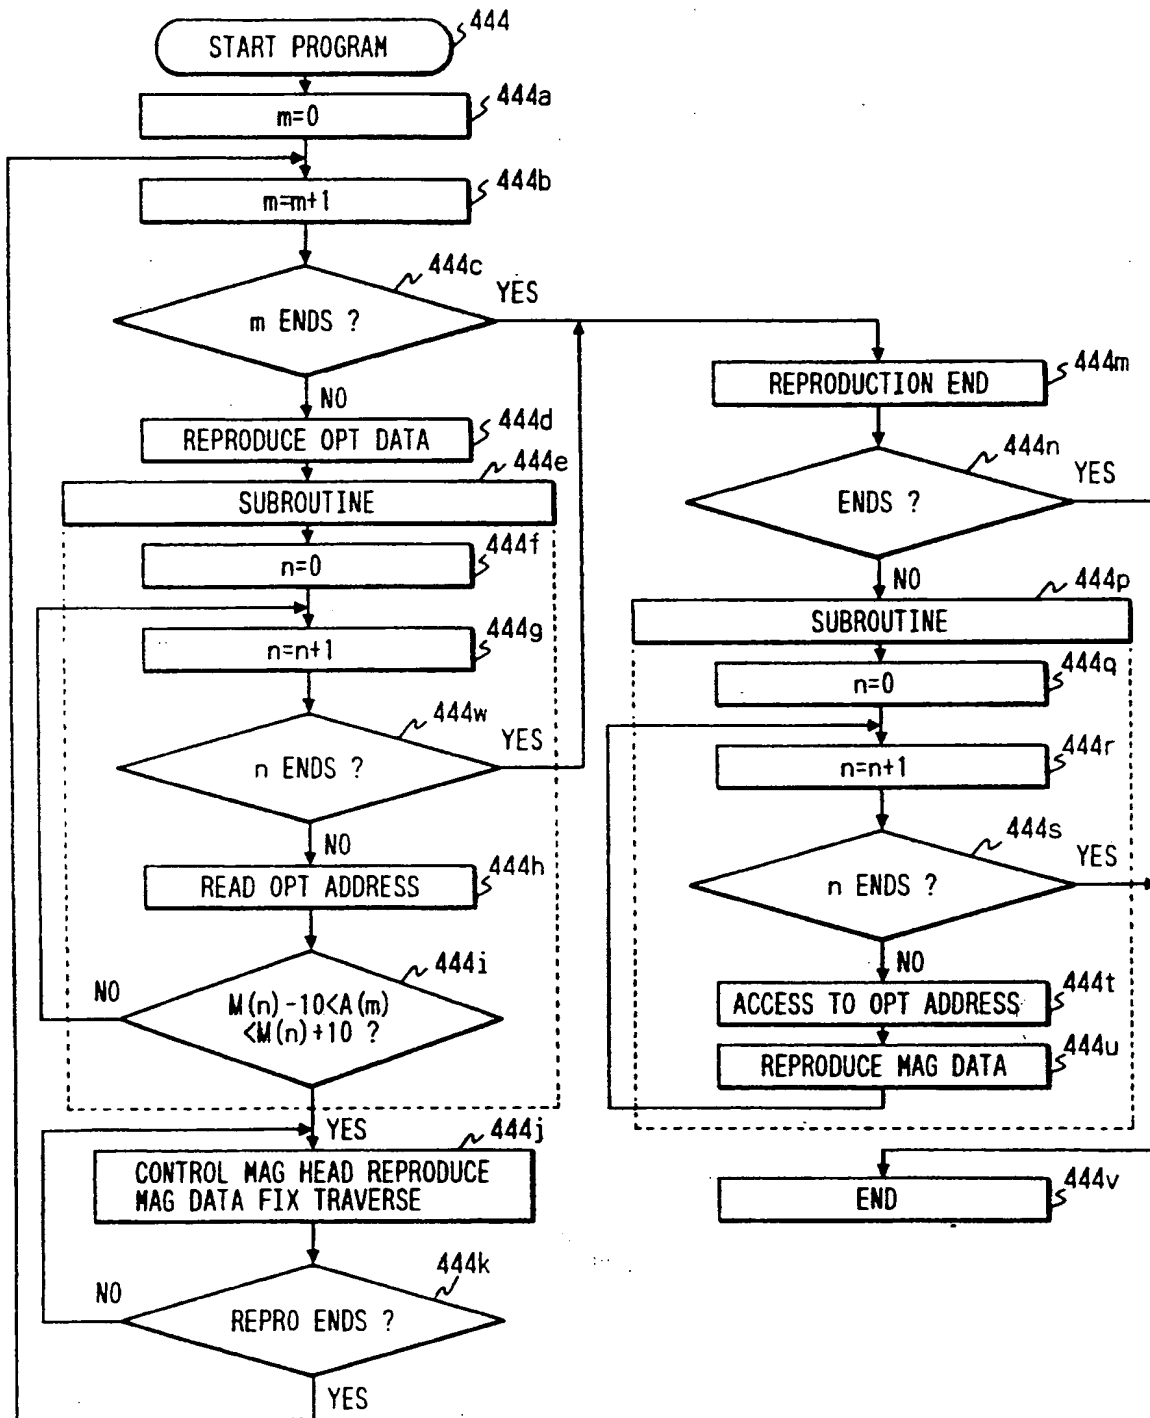 START PROGRAM
444
m=0
444a
m=m+1
444b
m ENDS ?
444c
YES
NO
REPRODUCE OPT DATA
444d
SUBROUTINE
444e
n=0
444f
n=n+1
444g
n ENDS ?
444w
YES
NO
READ OPT ADDRESS
444h
M(n)-10<A(m)
<M(n)+10 ?
444i
NO
YES
CONTROL MAG HEAD REPRODUCE
MAG DATA FIX TRAVERSE
444j
REPRO ENDS ?
444k
NO
YES
REPRODUCTION END
444m
ENDS ?
444n
YES
NO
SUBROUTINE
444p
n=0
444q
n=n+1
444r
n ENDS ?
444s
YES
NO
ACCESS TO OPT ADDRESS
444t
REPRODUCE MAG DATA
444u
END
444v